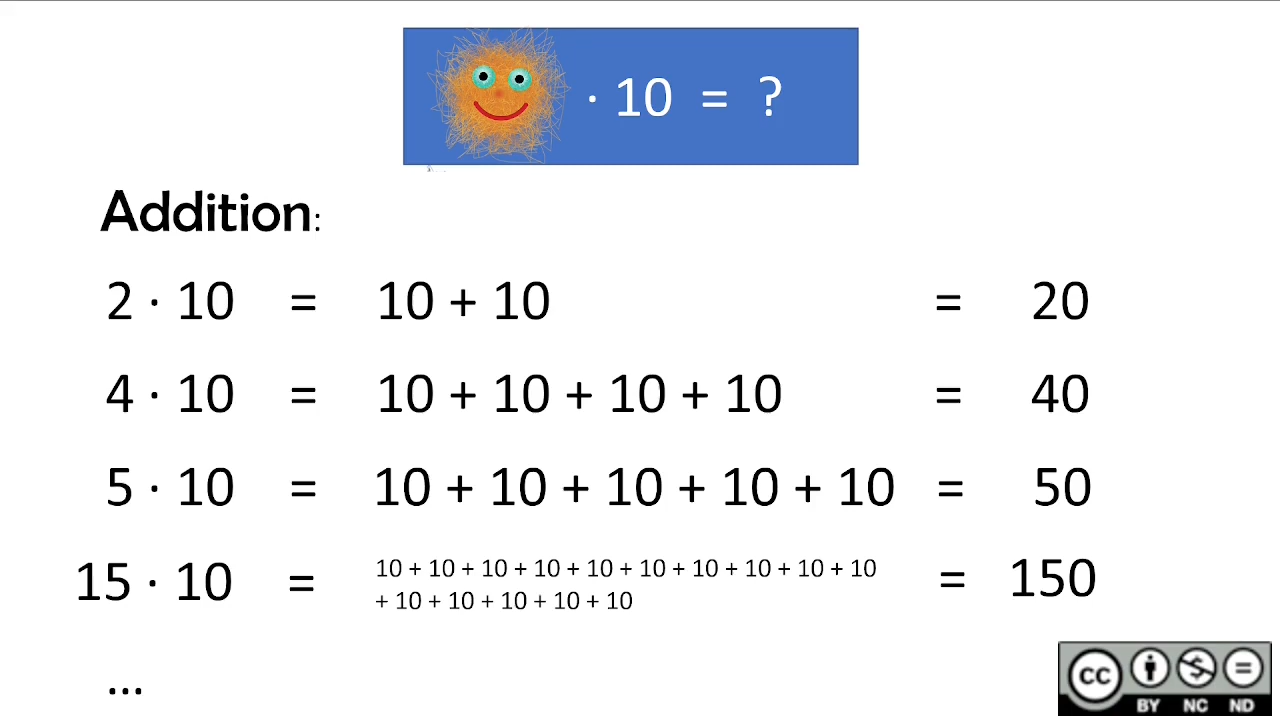 · 10 = ?
Addition:
2 · 10 = 10 + 10 = 20
4 · 10 = 10 + 10 + 10 + 10 = 40
5 · 10 = 10 + 10 + 10 + 10 + 10 = 50
15 · 10 = 10 + 10 + 10 + 10 + 10 + 10 + 10 + 10 + 10 + 10
+ 10 + 10 + 10 + 10 + 10 = 150
...
CC $ =
BY NC ND